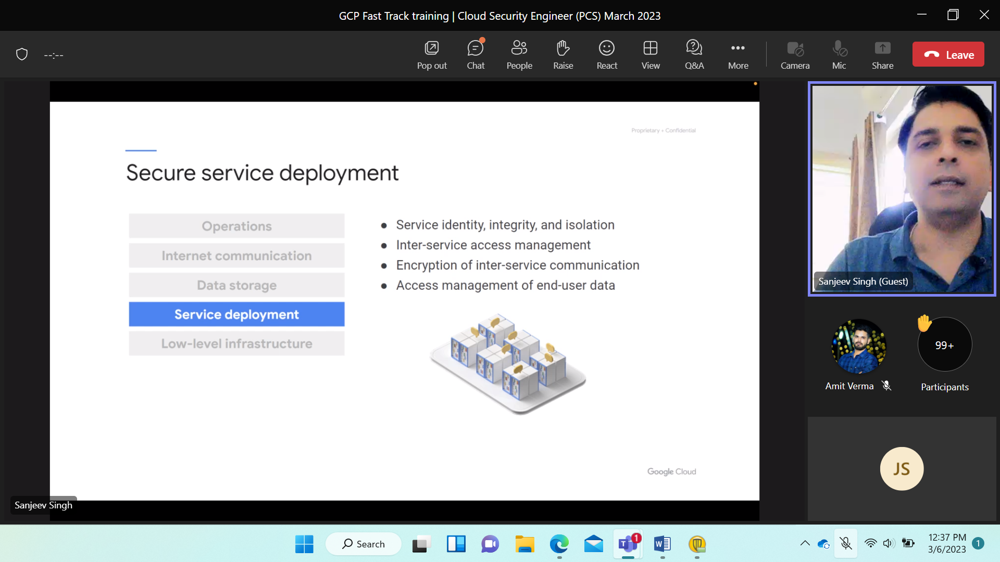 GCP Fast Track training | Cloud Security Engineer (PCS) March 2023
--:--
Pop out
Chat
People
Raise
React
View
Q&A
More
Camera
Mic
Share
Leave
Proprietary + Confidential
Secure service deployment
Operations
Internet communication
Data storage
Service deployment
Low-level infrastructure
● Service identity, integrity, and isolation
● Inter-service access management
● Encryption of inter-service communication
● Access management of end-user data
Google Cloud
Sanjeev Singh
Sanjeev Singh (Guest)
Amit Verma
99+
Participants
JS
Search
T
1
W
12:37 PM
3/6/2023
1